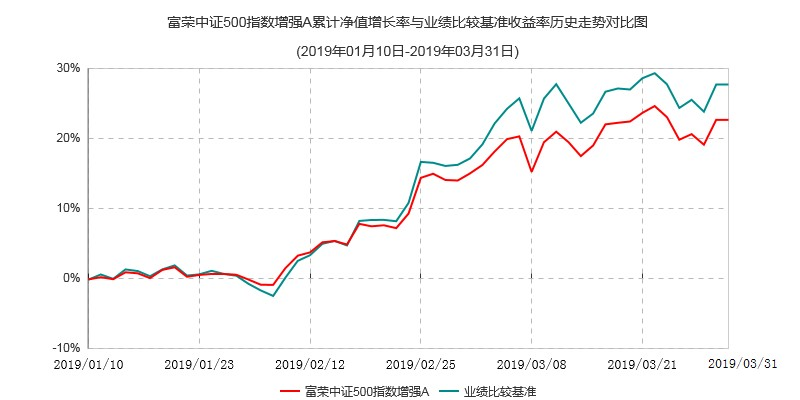 富荣中证500指数增强A累计净值增长率与业绩比较基准收益率历史走势对比图
(2019年01月10日-2019年03月31日)
30%
20%
10%
0%
-10%
2019/01/10 2019/01/23 2019/02/12 2019/02/25 2019/03/08 2019/03/21 2019/03/31
富荣中证500指数增强A 业绩比较基准